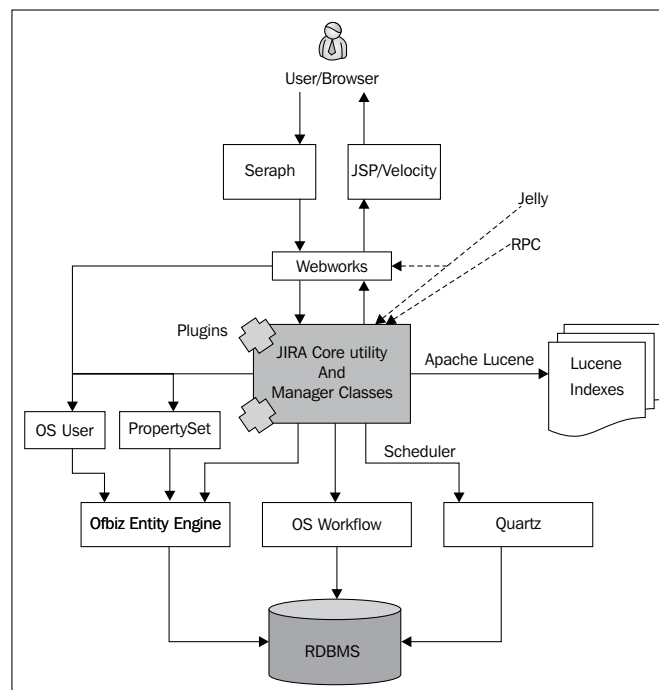 User/Browser
Seraph
JSP/Velocity
Jelly
RPC
Webworks
Plugins
JIRA Core utility
And
Manager Classes
Apache Lucene
Lucene
Indexes
OS User
PropertySet
Scheduler
Ofbiz Entity Engine
OS Workflow
Quartz
RDBMS